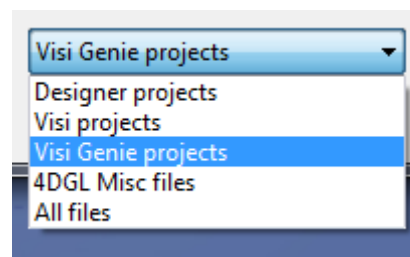 Visi Genie projects
Designer projects
Visi projects
Visi Genie projects
4DGL Misc files
All files